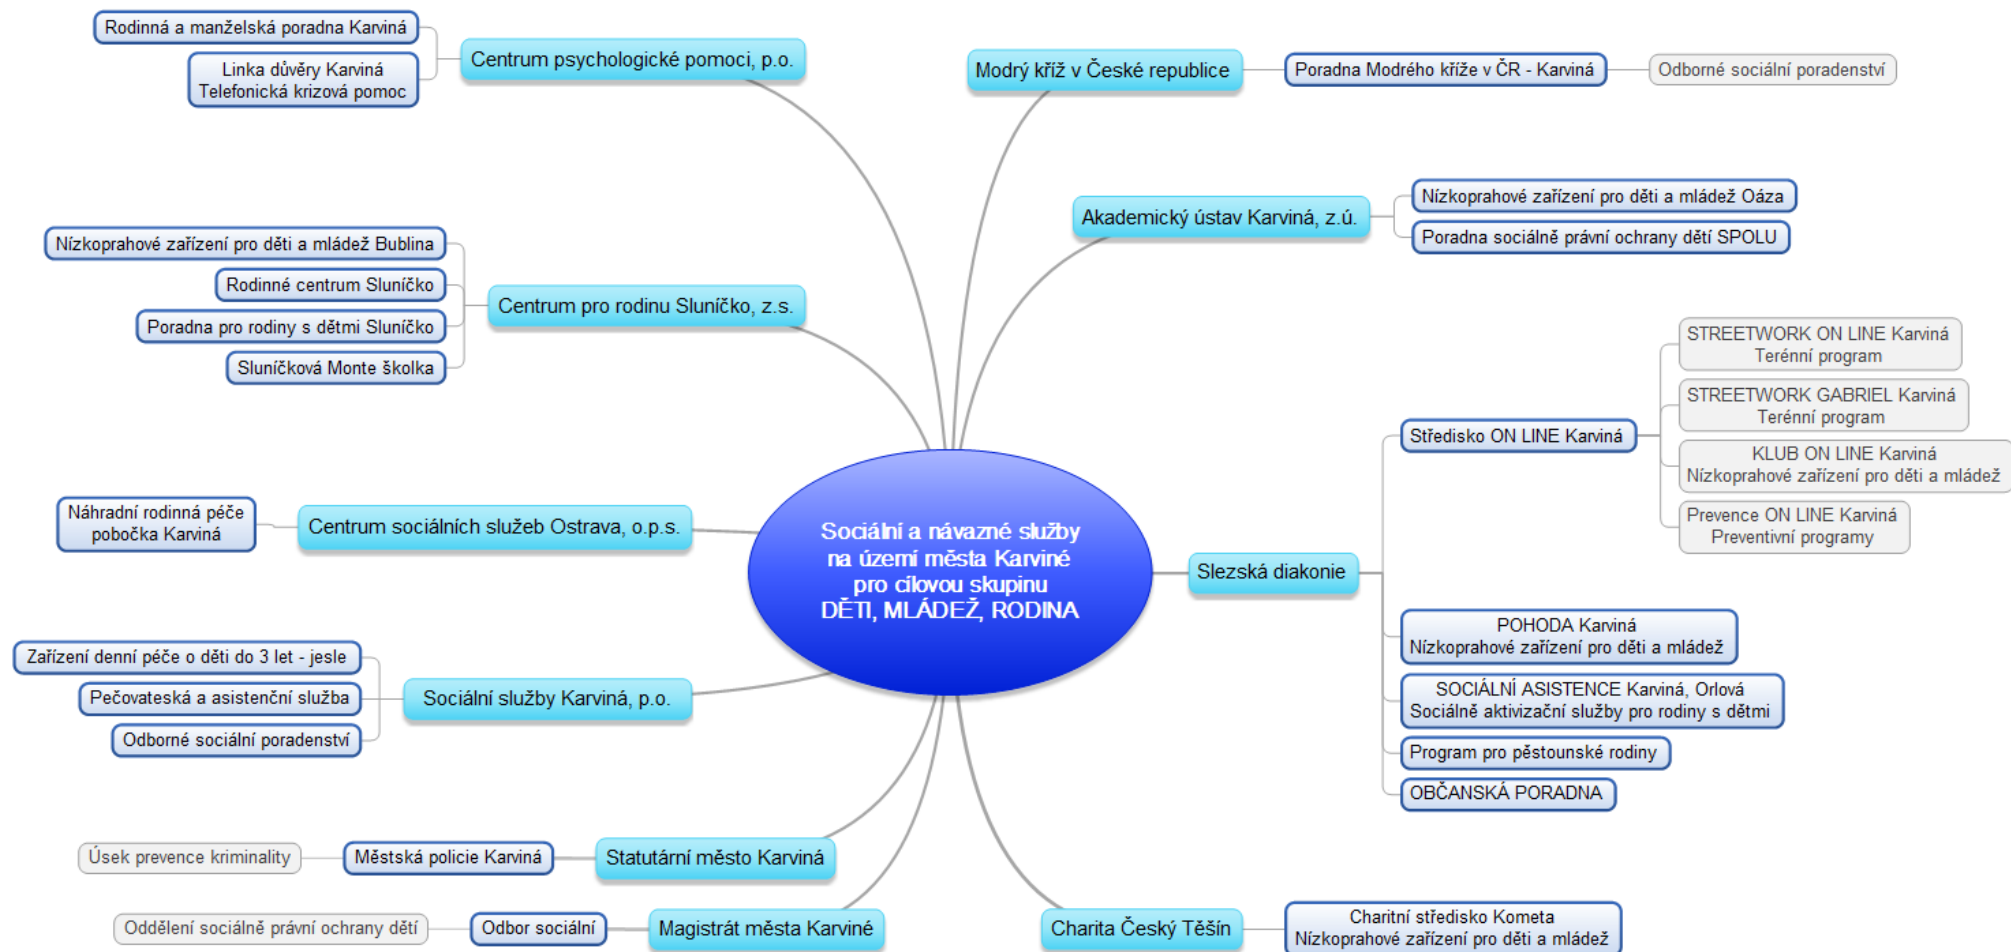 Rodinná a manželská poradna Karviná
Linka důvěry Karviná
Telefonická krizová pomoc
Centrum psychologické pomoci, p.o.
Nízkoprahové zařízení pro děti a mládež Bublina
Rodinné centrum Sluníčko
Poradna pro rodiny s dětmi Sluníčko
Sluníčková Monte školka
Centrum pro rodinu Sluníčko, z.s.
Náhradní rodinná péče
pobočka Karviná
Centrum sociálních služeb Ostrava, o.p.s.
Zařízení denní péče o děti do 3 let - jesle
Pečovateská a asistenční služba
Odborné sociální poradenství
Sociální služby Karviná, p.o.
Úsek prevence kriminality
Městská policie Karviná
Statutární město Karviná
Oddělení sociálně právní ochrany dětí
Odbor sociální
Magistrát města Karviné
Sociální a návazné služby
na území města Karviné
pro cílovou skupinu
DĚTI, MLÁDEŽ, RODINA
Modrý kříž v České republice
Poradna Modrého kříže v ČR - Karviná
Odborné sociální poradenství
Akademický ústav Karviná, z.ú.
Nízkoprahové zařízení pro děti a mládež Oáza
Poradna sociálně právní ochrany dětí SPOLU
Slezská diakonie
Středisko ON LINE Karviná
STREETWORK ON LINE Karviná
Terénní program
STREETWORK GABRIEL Karviná
Terénní program
KLUB ON LINE Karviná
Nízkoprahové zařízení pro děti a mládež
Prevence ON LINE Karviná
Preventivní programy
POHODA Karviná
Nízkoprahové zařízení pro děti a mládež
SOCIÁLNÍ ASISTENCE Karviná, Orlová
Sociálně aktivizační služby pro rodiny s dětmi
Program pro pěstounské rodiny
OBČANSKÁ PORADNA
Charita Český Těšín
Charitní středisko Kometa
Nízkoprahové zařízení pro děti a mládež